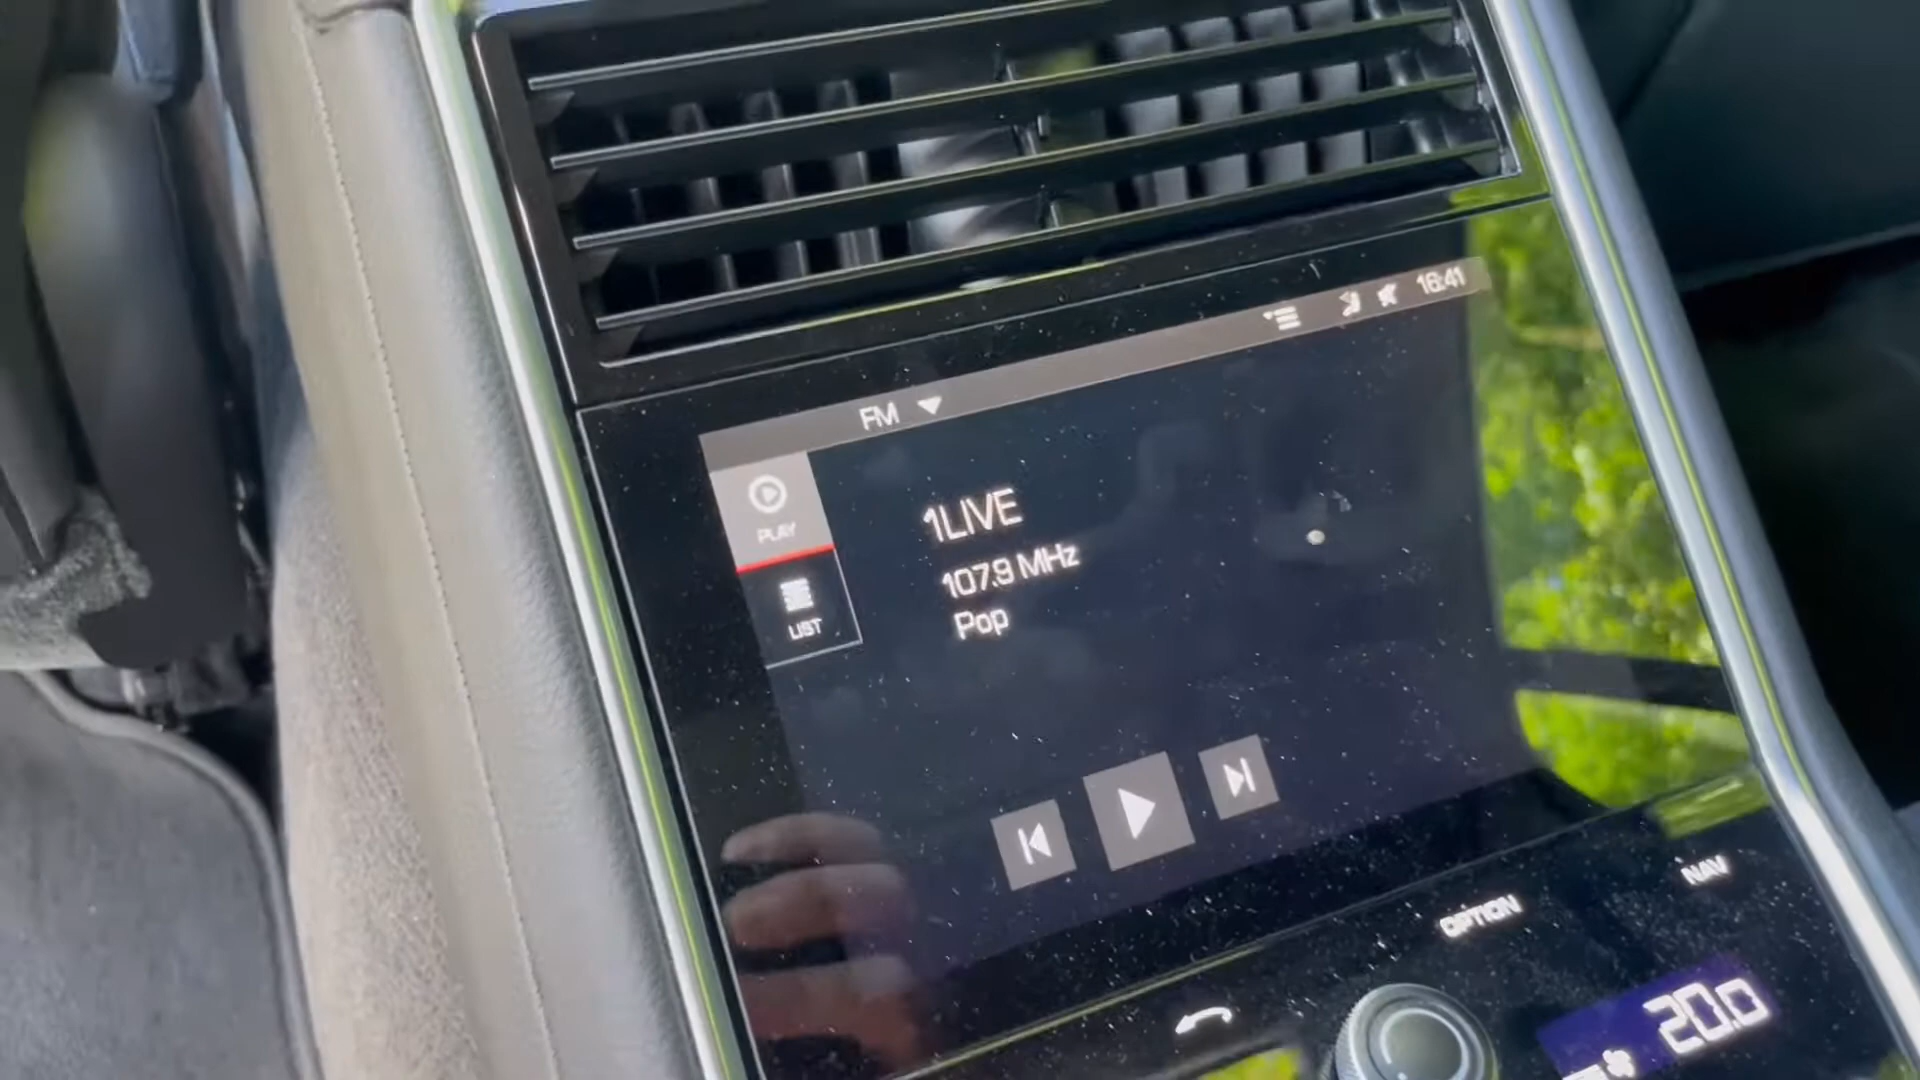 16:41
FM
PLAY
1LIVE
107.9 MHz
Pop
LIST
NAV
OPTION
20.0